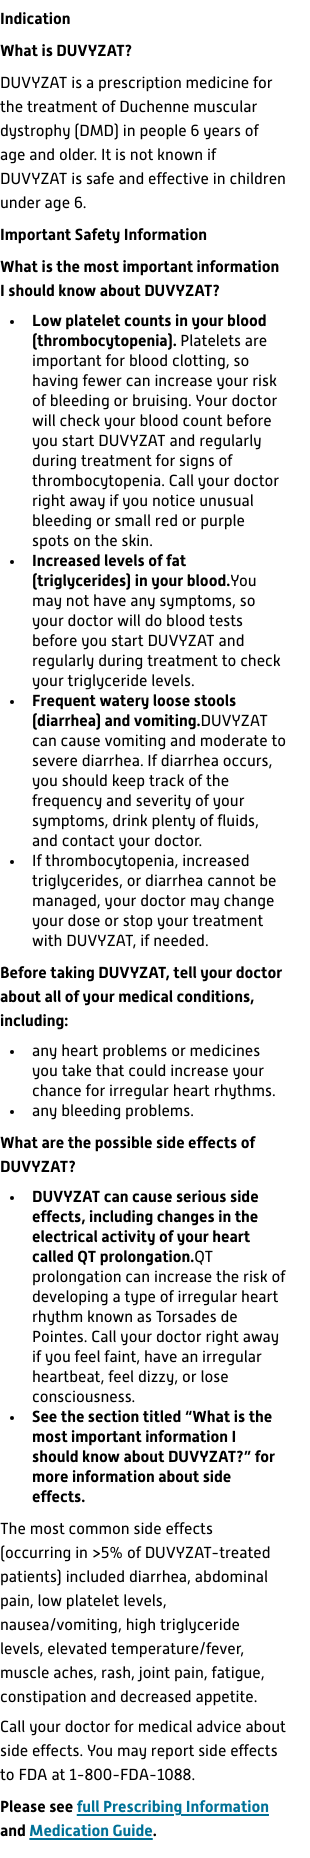 Indication
What is DUVYZAT?
DUVYZAT is a prescription medicine for
the treatment of Duchenne muscular
dystrophy (DMD) in people 6 years of
age and older. It is not known if
DUVYZAT is safe and effective in children
under age 6.
Important Safety Information
What is the most important information
I should know about DUVYZAT?
• Low platelet counts in your blood
(thrombocytopenia). Platelets are
important for blood clotting, so
having fewer can increase your risk
of bleeding or bruising. Your doctor
will check your blood count before
you start DUVYZAT and regularly
during treatment for signs of
thrombocytopenia. Call your doctor
right away if you notice unusual
bleeding or small red or purple
spots on the skin.
• Increased levels of fat
(triglycerides) in your blood.You
may not have any symptoms, so
your doctor will do blood tests
before you start DUVYZAT and
regularly during treatment to check
your triglyceride levels.
• Frequent watery loose stools
(diarrhea) and vomiting.DUVYZAT
can cause vomiting and moderate to
severe diarrhea. If diarrhea occurs,
you should keep track of the
frequency and severity of your
symptoms, drink plenty of fluids,
and contact your doctor.
• If thrombocytopenia, increased
triglycerides, or diarrhea cannot be
managed, your doctor may change
your dose or stop your treatment
with DUVYZAT, if needed.
Before taking DUVYZAT, tell your doctor
about all of your medical conditions,
including:
• any heart problems or medicines
you take that could increase your
chance for irregular heart rhythms.
• any bleeding problems.
What are the possible side effects of
DUVYZAT?
• DUVYZAT can cause serious side
effects, including changes in the
electrical activity of your heart
called QT prolongation.QT
prolongation can increase the risk of
developing a type of irregular heart
rhythm known as Torsades de
Pointes. Call your doctor right away
if you feel faint, have an irregular
heartbeat, feel dizzy, or lose
consciousness.
• See the section titled “What is the
most important information I
should know about DUVYZAT?” for
more information about side
effects.
The most common side effects
(occurring in >5% of DUVYZAT-treated
patients) included diarrhea, abdominal
pain, low platelet levels,
nausea/vomiting, high triglyceride
levels, elevated temperature/fever,
muscle aches, rash, joint pain, fatigue,
constipation and decreased appetite.
Call your doctor for medical advice about
side effects. You may report side effects
to FDA at 1-800-FDA-1088.
Please see full Prescribing Information
and Medication Guide.